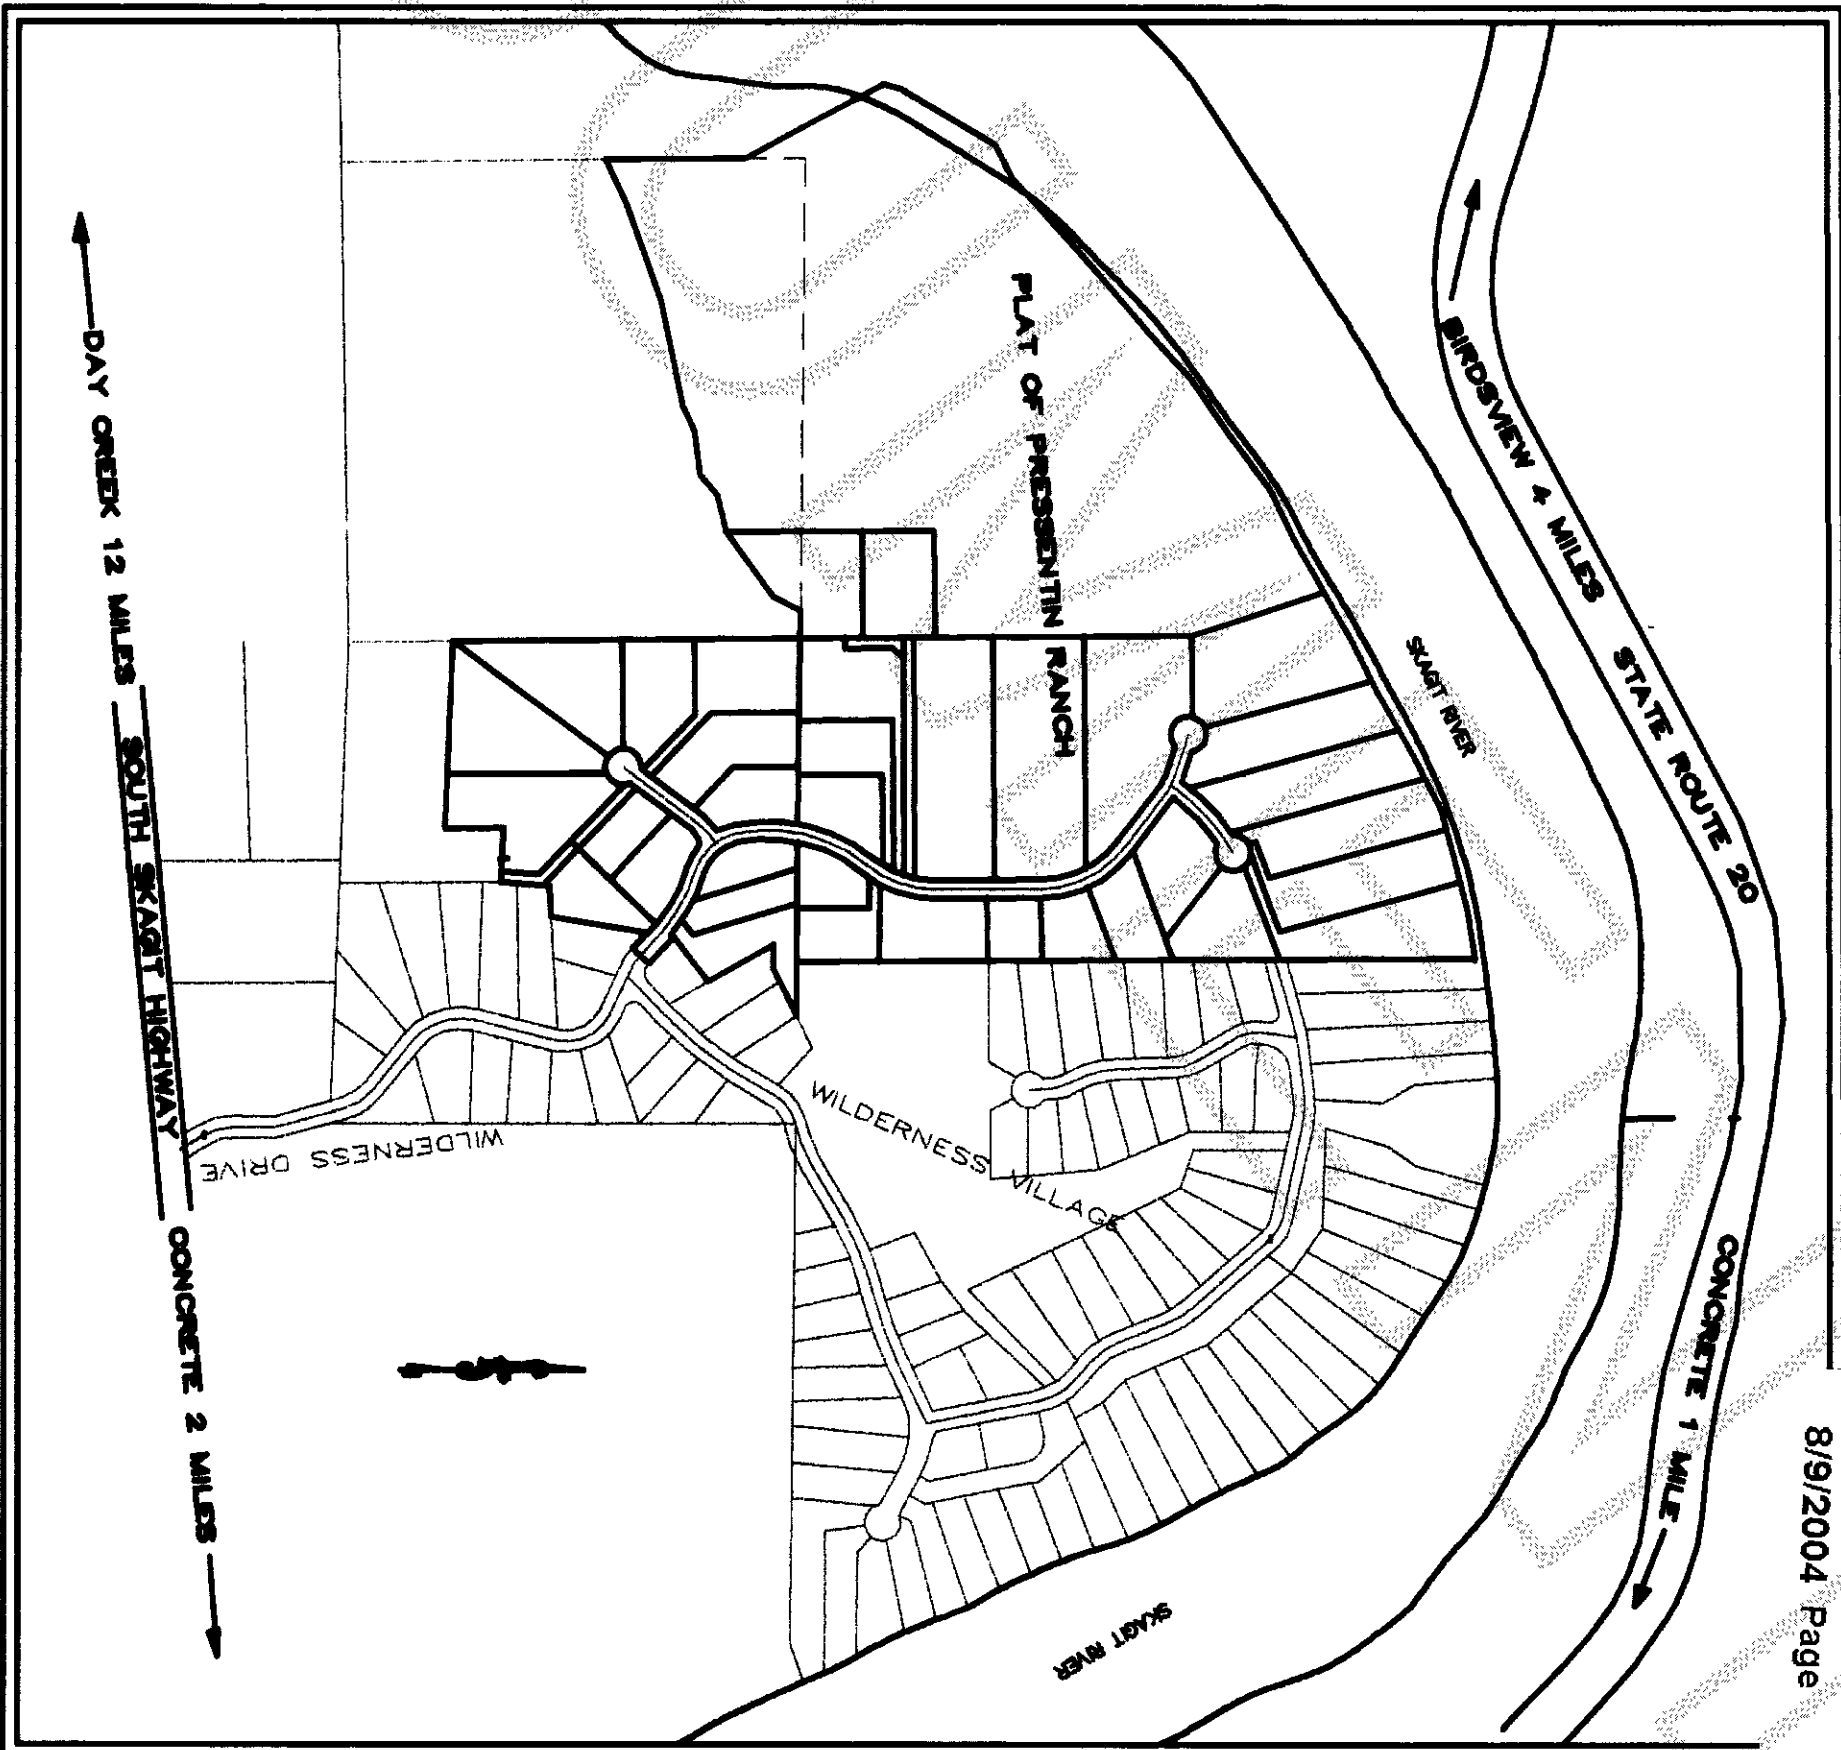 8/9/2004 Page
BIRDSVIEW 4 MILES STATE ROUTE 20
CONCRETE 1 MILE
SKAGIT RIVER
PLAT OF PRESSENTIN RANCH
WILDERNESS VILLAGE
SKAGIT RIVER
WILDERNESS DRIVE
DAY CREEK 12 MILES SOUTH SKAGIT HIGHWAY CONCRETE 2 MILES